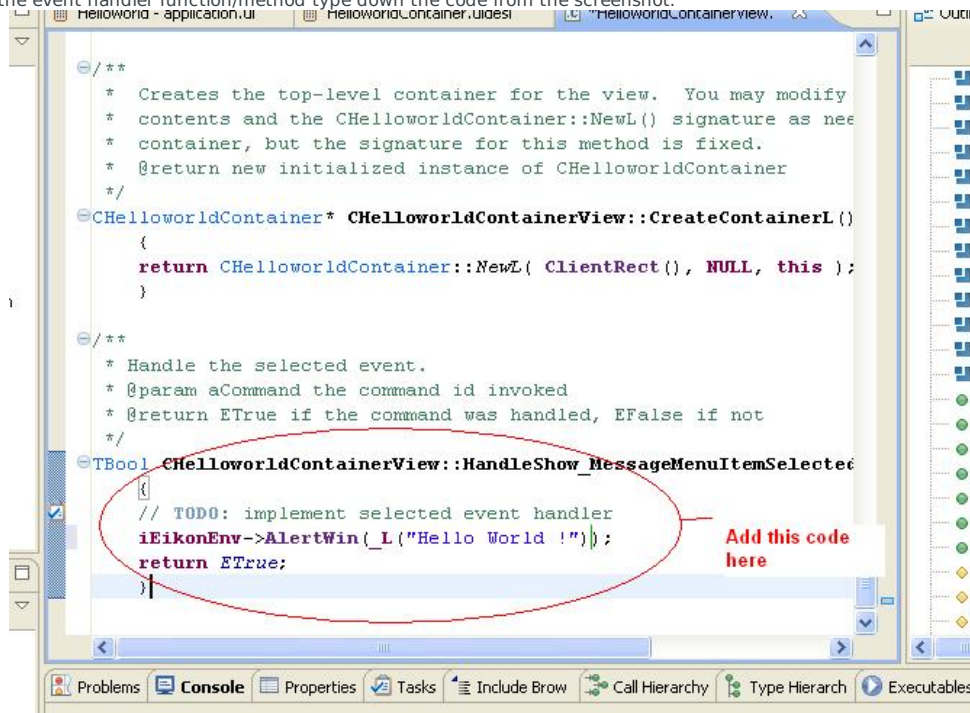 the event handler function/method type down the code from the screenshot.
Helloworld - application.ui HelloworldContainer.uidesi *HelloworldContainerView.
/**
* Creates the top-level container for the view. You may modify
* contents and the CHelloworldContainer::NewL() signature as nee
* container, but the signature for this method is fixed.
* @return new initialized instance of CHelloworldContainer
*/
CHelloworldContainer* CHelloworldContainerView::CreateContainerL()
{
return CHelloworldContainer::NewL( ClientRect(), NULL, this );
}
/**
* Handle the selected event.
* @param aCommand the command id invoked
* @return ETrue if the command was handled, EFalse if not
*/
TBool CHelloworldContainerView::HandleShow_MessageMenuItemSelected
{
// TODO: implement selected event handler
iEikonEnv->AlertWin(_L("Hello World !"));
return ETrue;
}
Add this code
here
Problems Console Properties Tasks Include Brow Call Hierarchy Type Hierarch Executables